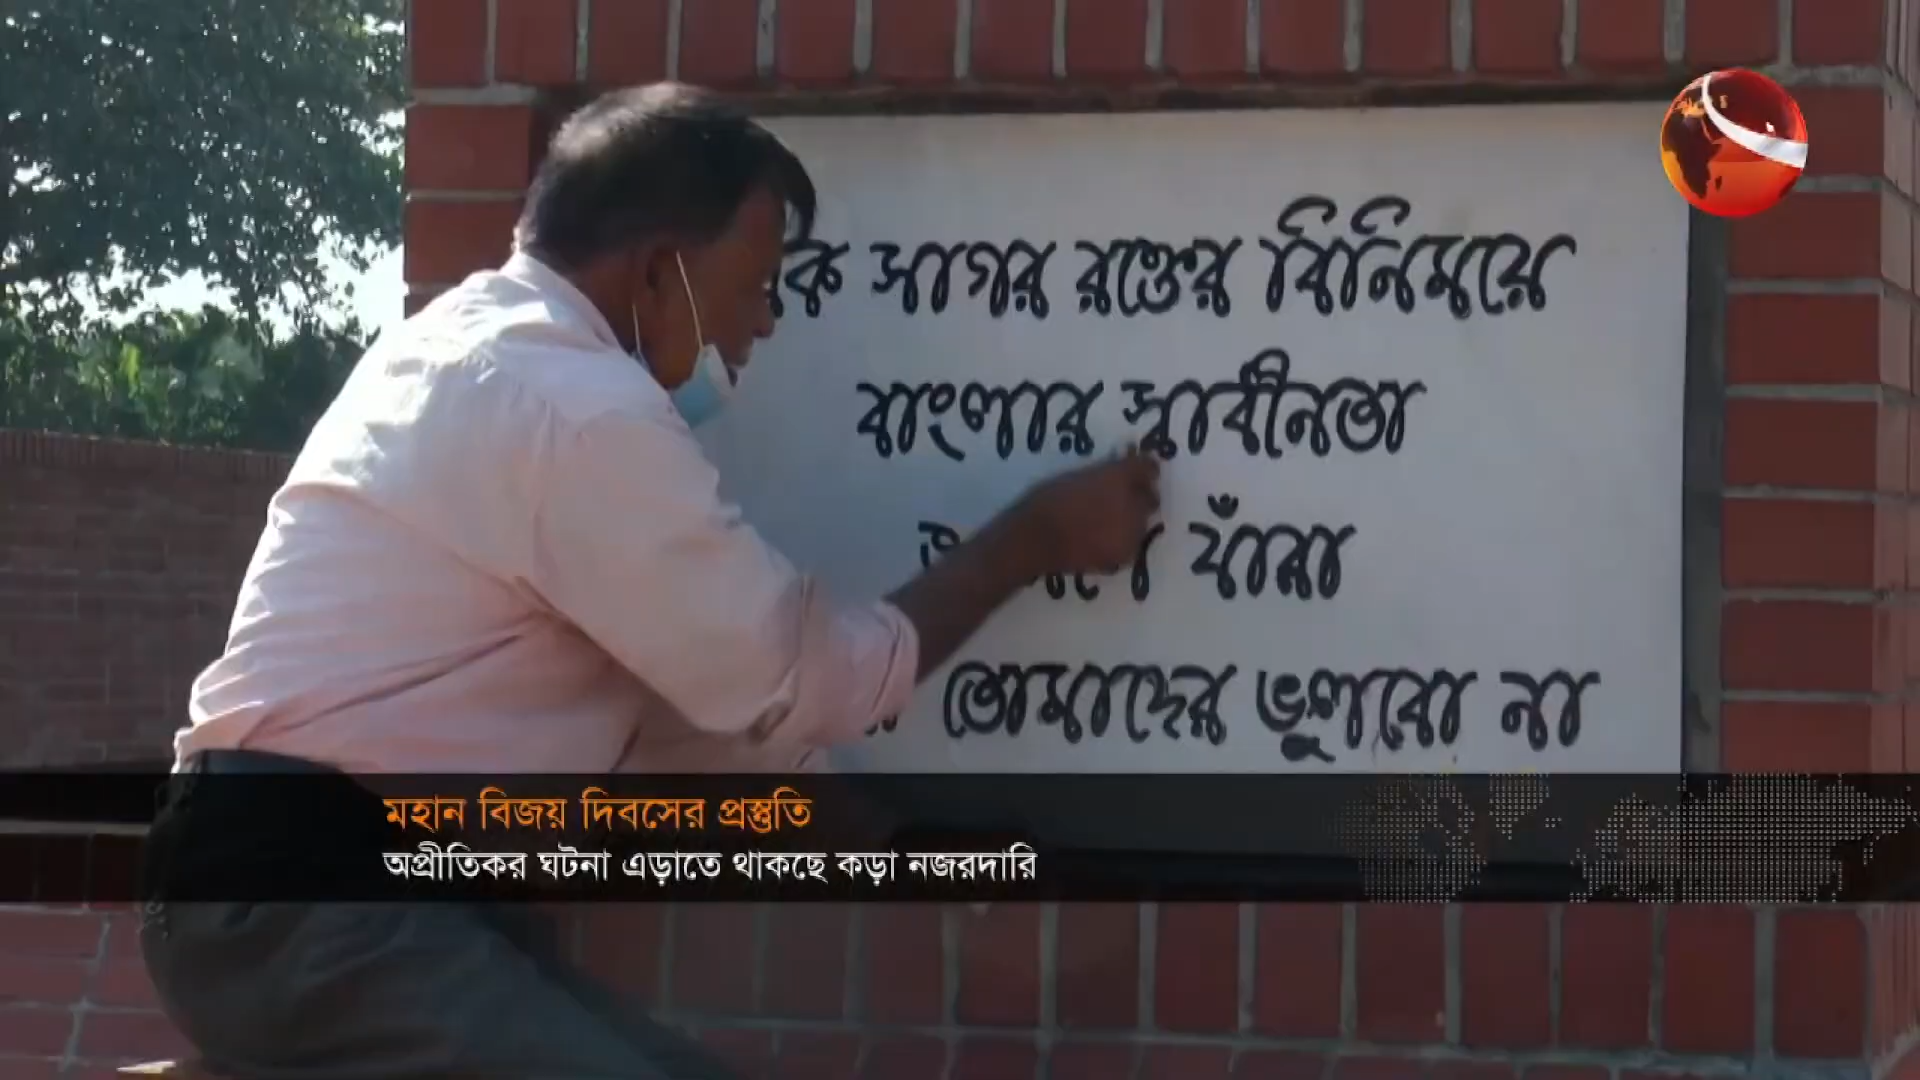 সাগর রক্তের বিনিময়ে
বাংলার স্বাধীনতা
যাঁরা
তোমাদের ভুলবো না
মহান বিজয় দিবসের প্রস্তুতি
অপ্রীতিকর ঘটনা এড়াতে থাকছে কড়া নজরদারি